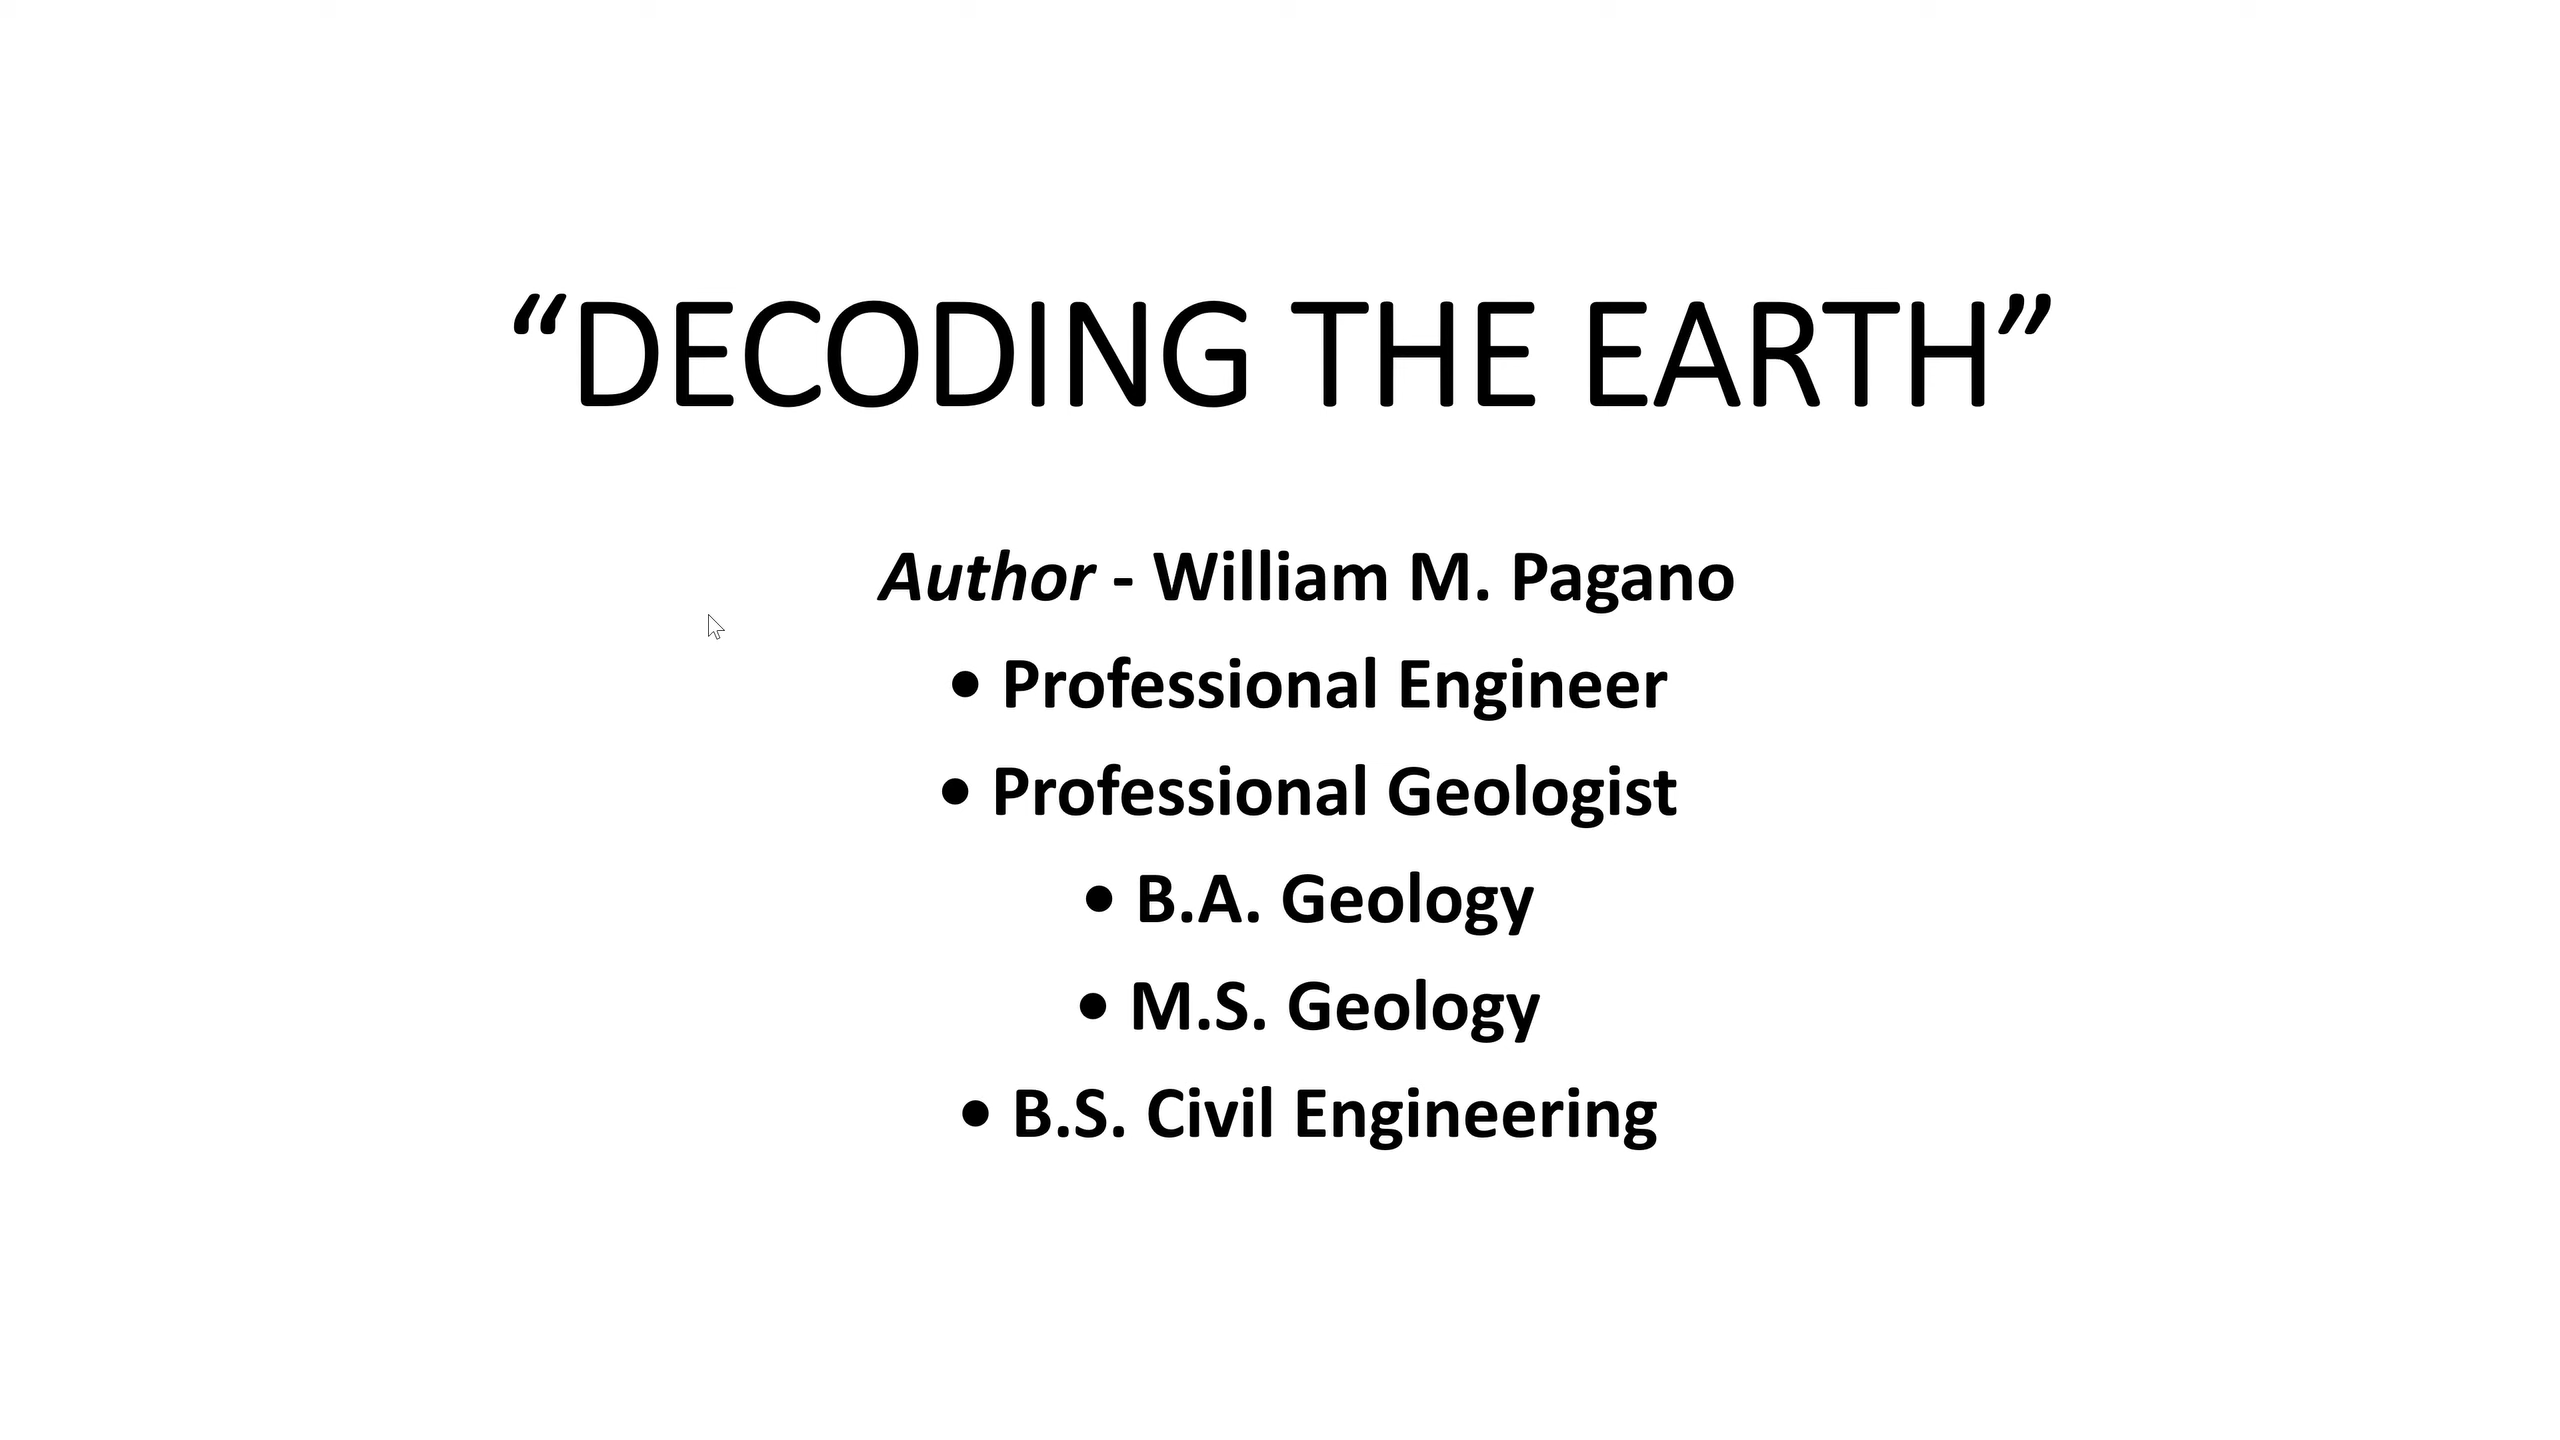 “DECODING THE EARTH”
Author - William M. Pagano
• Professional Engineer
• Professional Geologist
• B.A. Geology
• M.S. Geology
• B.S. Civil Engineering